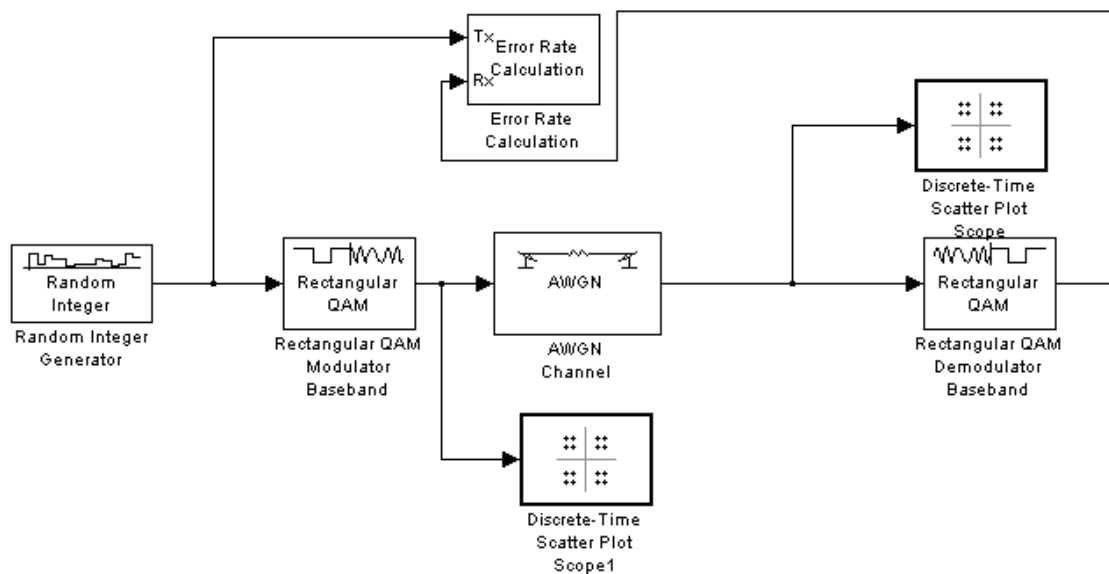 Tx
Error Rate
Calculation
Rx
Error Rate
Calculation
Discrete-Time
Scatter Plot
Scope
Random
Integer
Random Integer
Generator
Rectangular
QAM
Rectangular QAM
Modulator
Baseband
AWGN
AWGN
Channel
Rectangular
QAM
Rectangular QAM
Demodulator
Baseband
Discrete-Time
Scatter Plot
Scope1